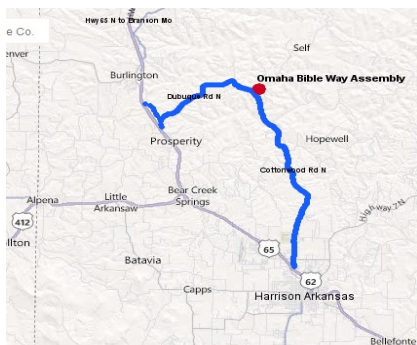 Hwy65 N to Branson Mo
e Co.
Self
enver
Burlington
Omaha Bible Way Assembly
Dubuque Rd N
Prosperity
Hopewell
Cottonwood Rd N
Bear Creek
Springs
Alpena
Little
Arkansaw
Highway 7 N
412
65
llton
Batavia
62
Capps
Harrison Arkansas
Bellefonte